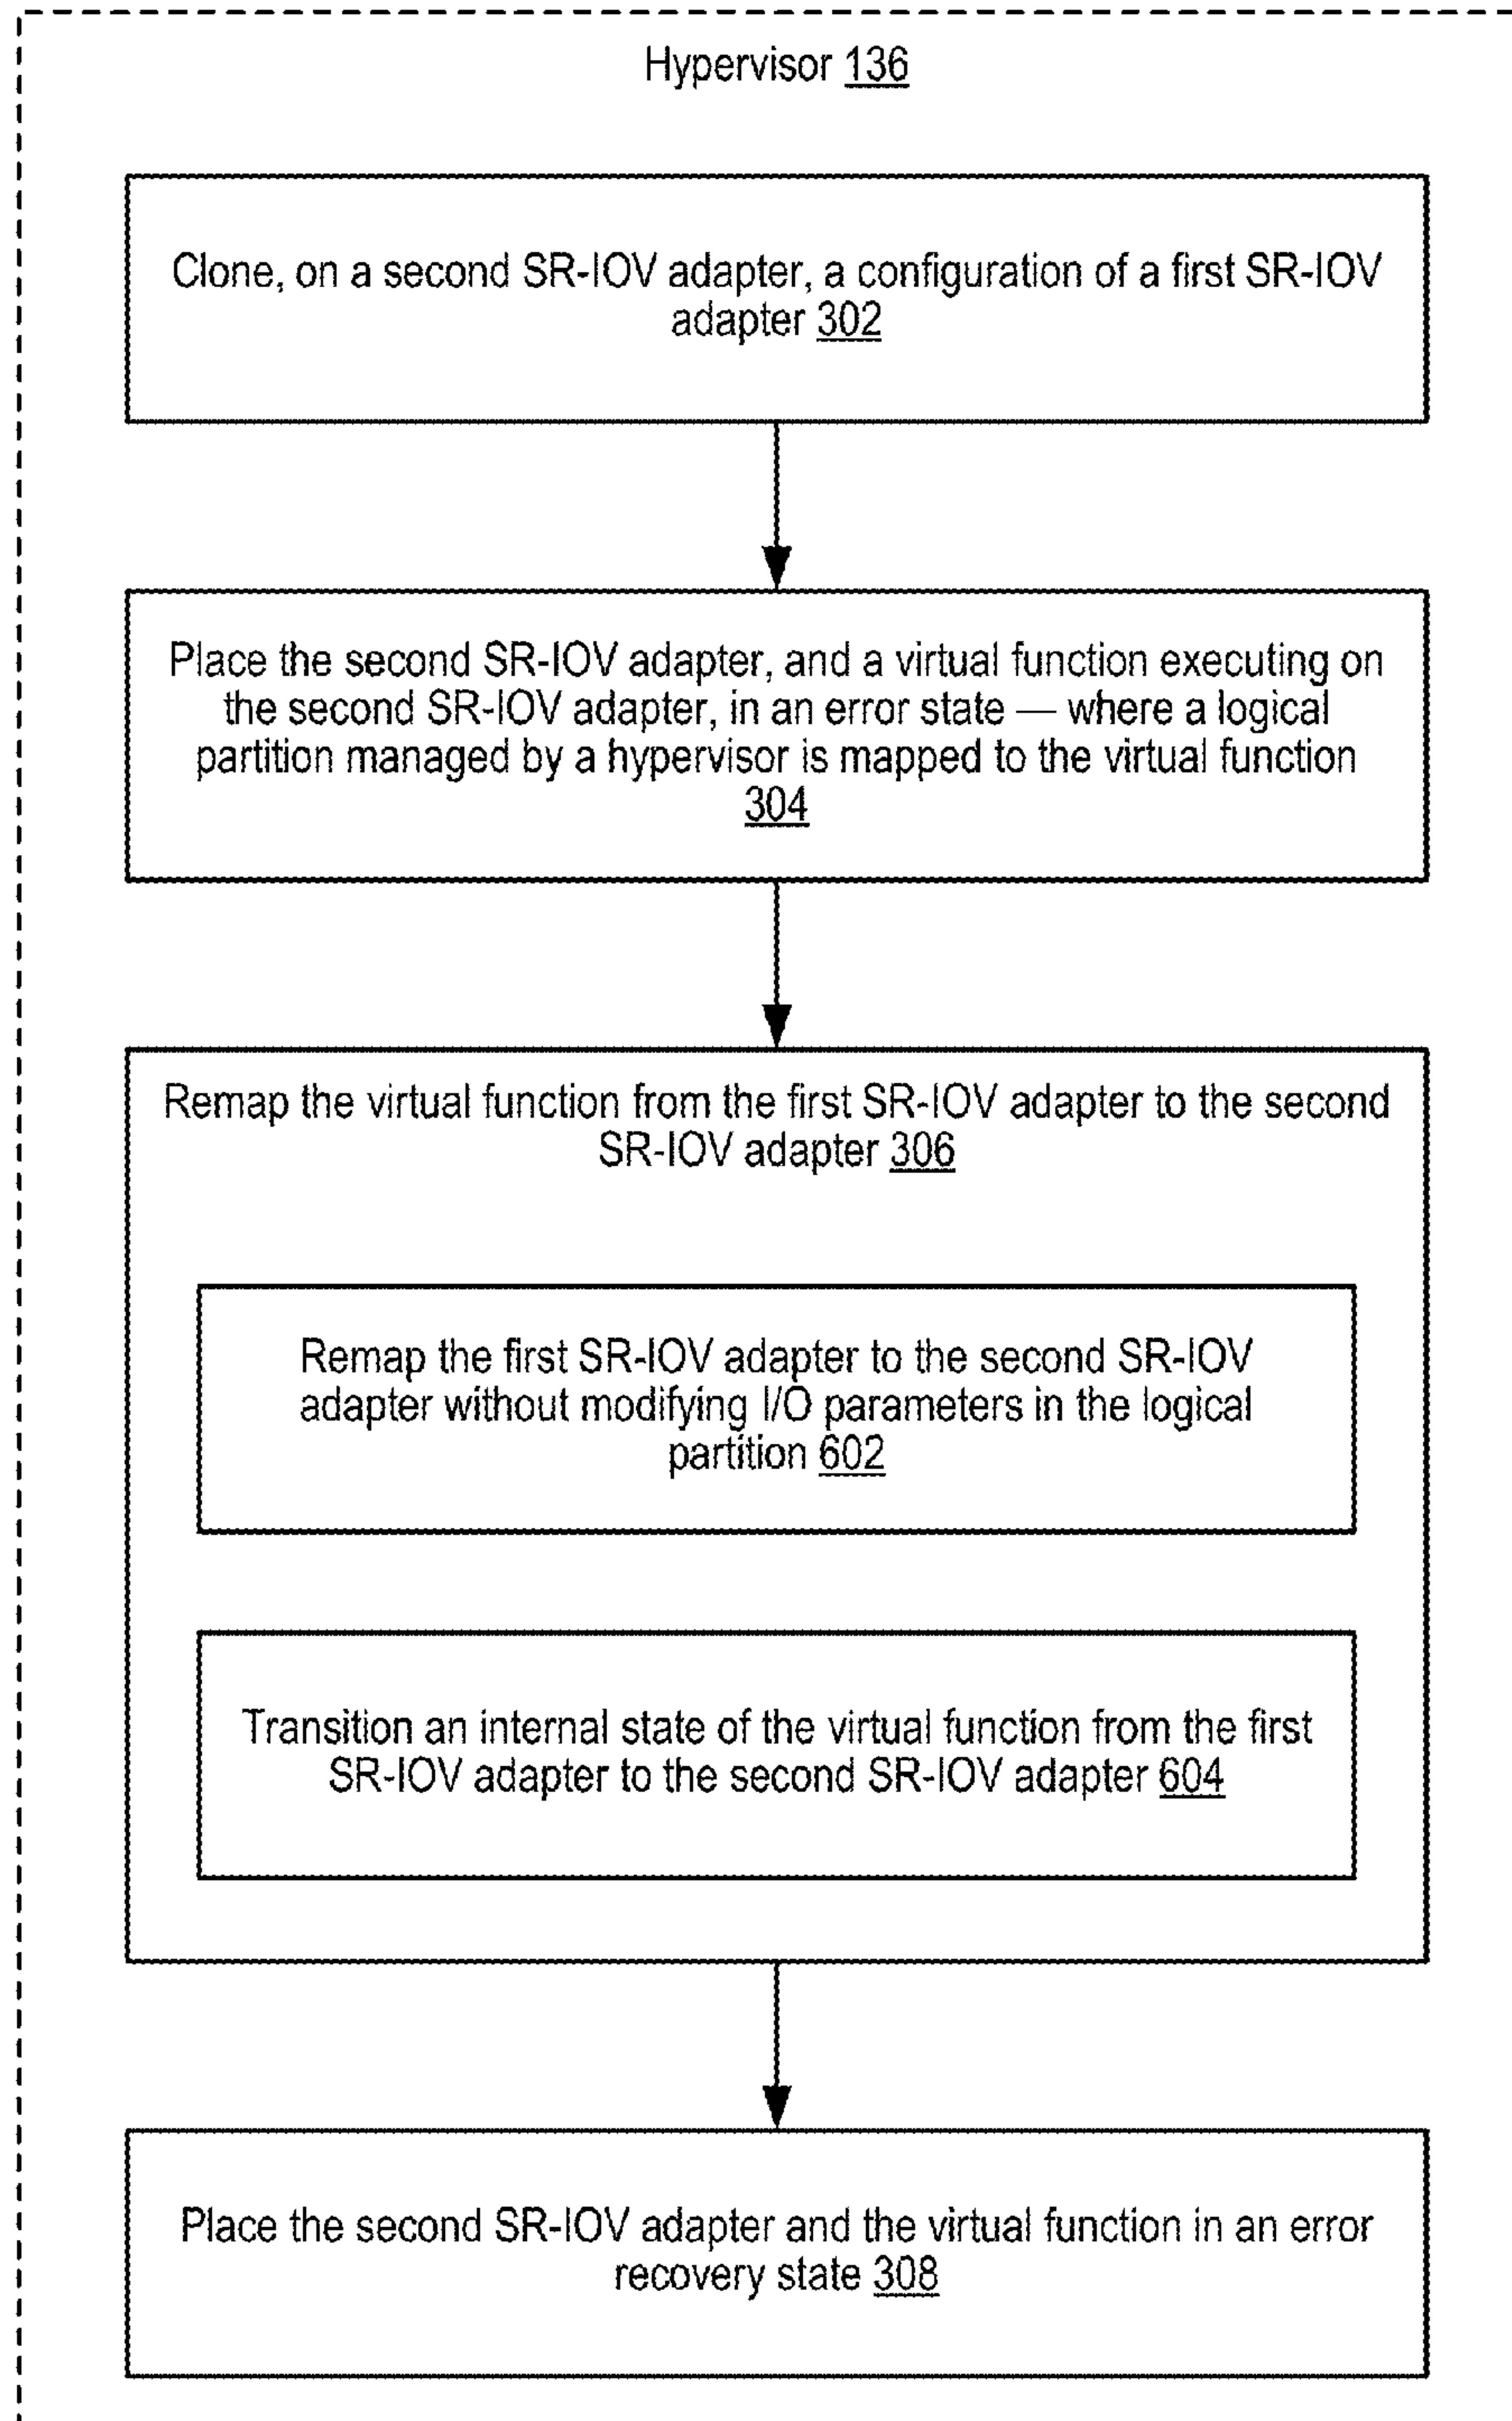 Hypervisor 136
Clone, on a second SR-IOV adapter, a configuration of a first SR-IOV
adapter 302
Place the second SR-IOV adapter, and a virtual function executing on
the second SR-IOV adapter, in an error state — where a logical
partition managed by a hypervisor is mapped to the virtual function
304
Remap the virtual function from the first SR-IOV adapter to the second
SR-IOV adapter 306
Remap the first SR-IOV adapter to the second SR-IOV
adapter without modifying I/O parameters in the logical
partition 602
Transition an internal state of the virtual function from the first
SR-IOV adapter to the second SR-IOV adapter 604
Place the second SR-IOV adapter and the virtual function in an error
recovery state 308